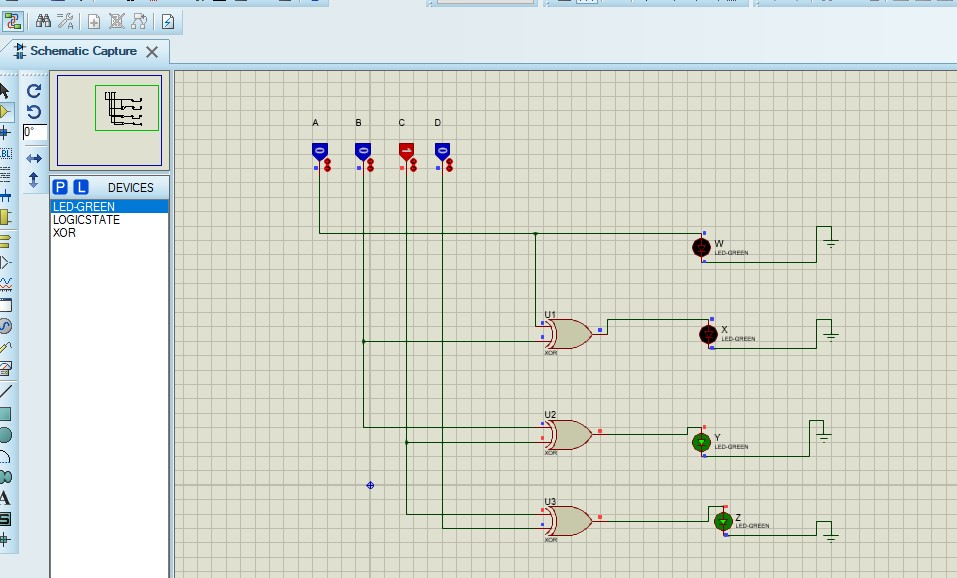 Schematic Capture
0°
P L DEVICES
LED-GREEN
LOGICSTATE
XOR
A B C D
0 0 1 0
W
LED-GREEN
U1
X
LED-GREEN
XOR
U2
Y
LED-GREEN
XOR
U3
Z
LED-GREEN
XOR
A
S